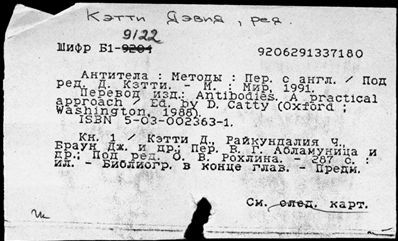 Кэтти Дэвид, ред.
9122
Шифр Б1-9204
9206291337180
Антитела : Методы : Пер. с англ. / Под
ред. Д. Кэтти. - М. : Мир, 1991.
Перевод изд.: Antibodies. A practical
approach / Ed. by D. Catty (Oxford ;
Washington, 1988).
ISBN 5-03-002363-1.
Кн. 1 / Кэтти Д., Райкундалия Ч.,
Браун Дж. и др.; Пер. В. Г. Абламуница и
др.; Под ред. О. В. Рохлина. - 287 с. :
ил. - Библиогр. в конце глав. - Предм.
См. след. карт.